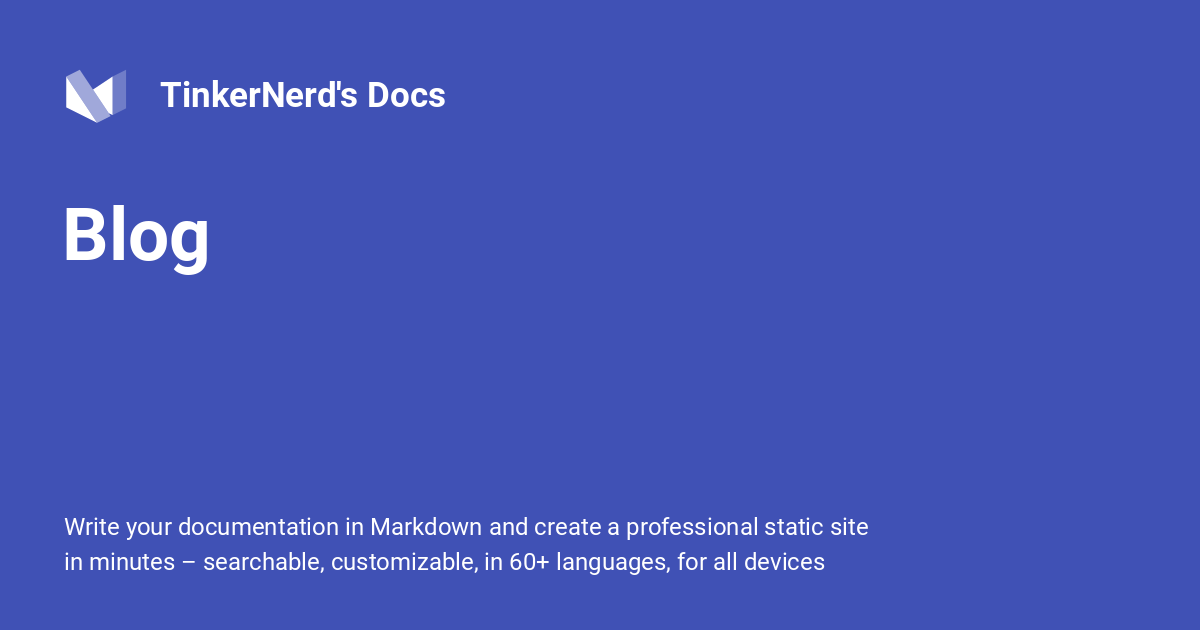 TinkerNerd's Docs
Blog
Write your documentation in Markdown and create a professional static site
in minutes – searchable, customizable, in 60+ languages, for all devices